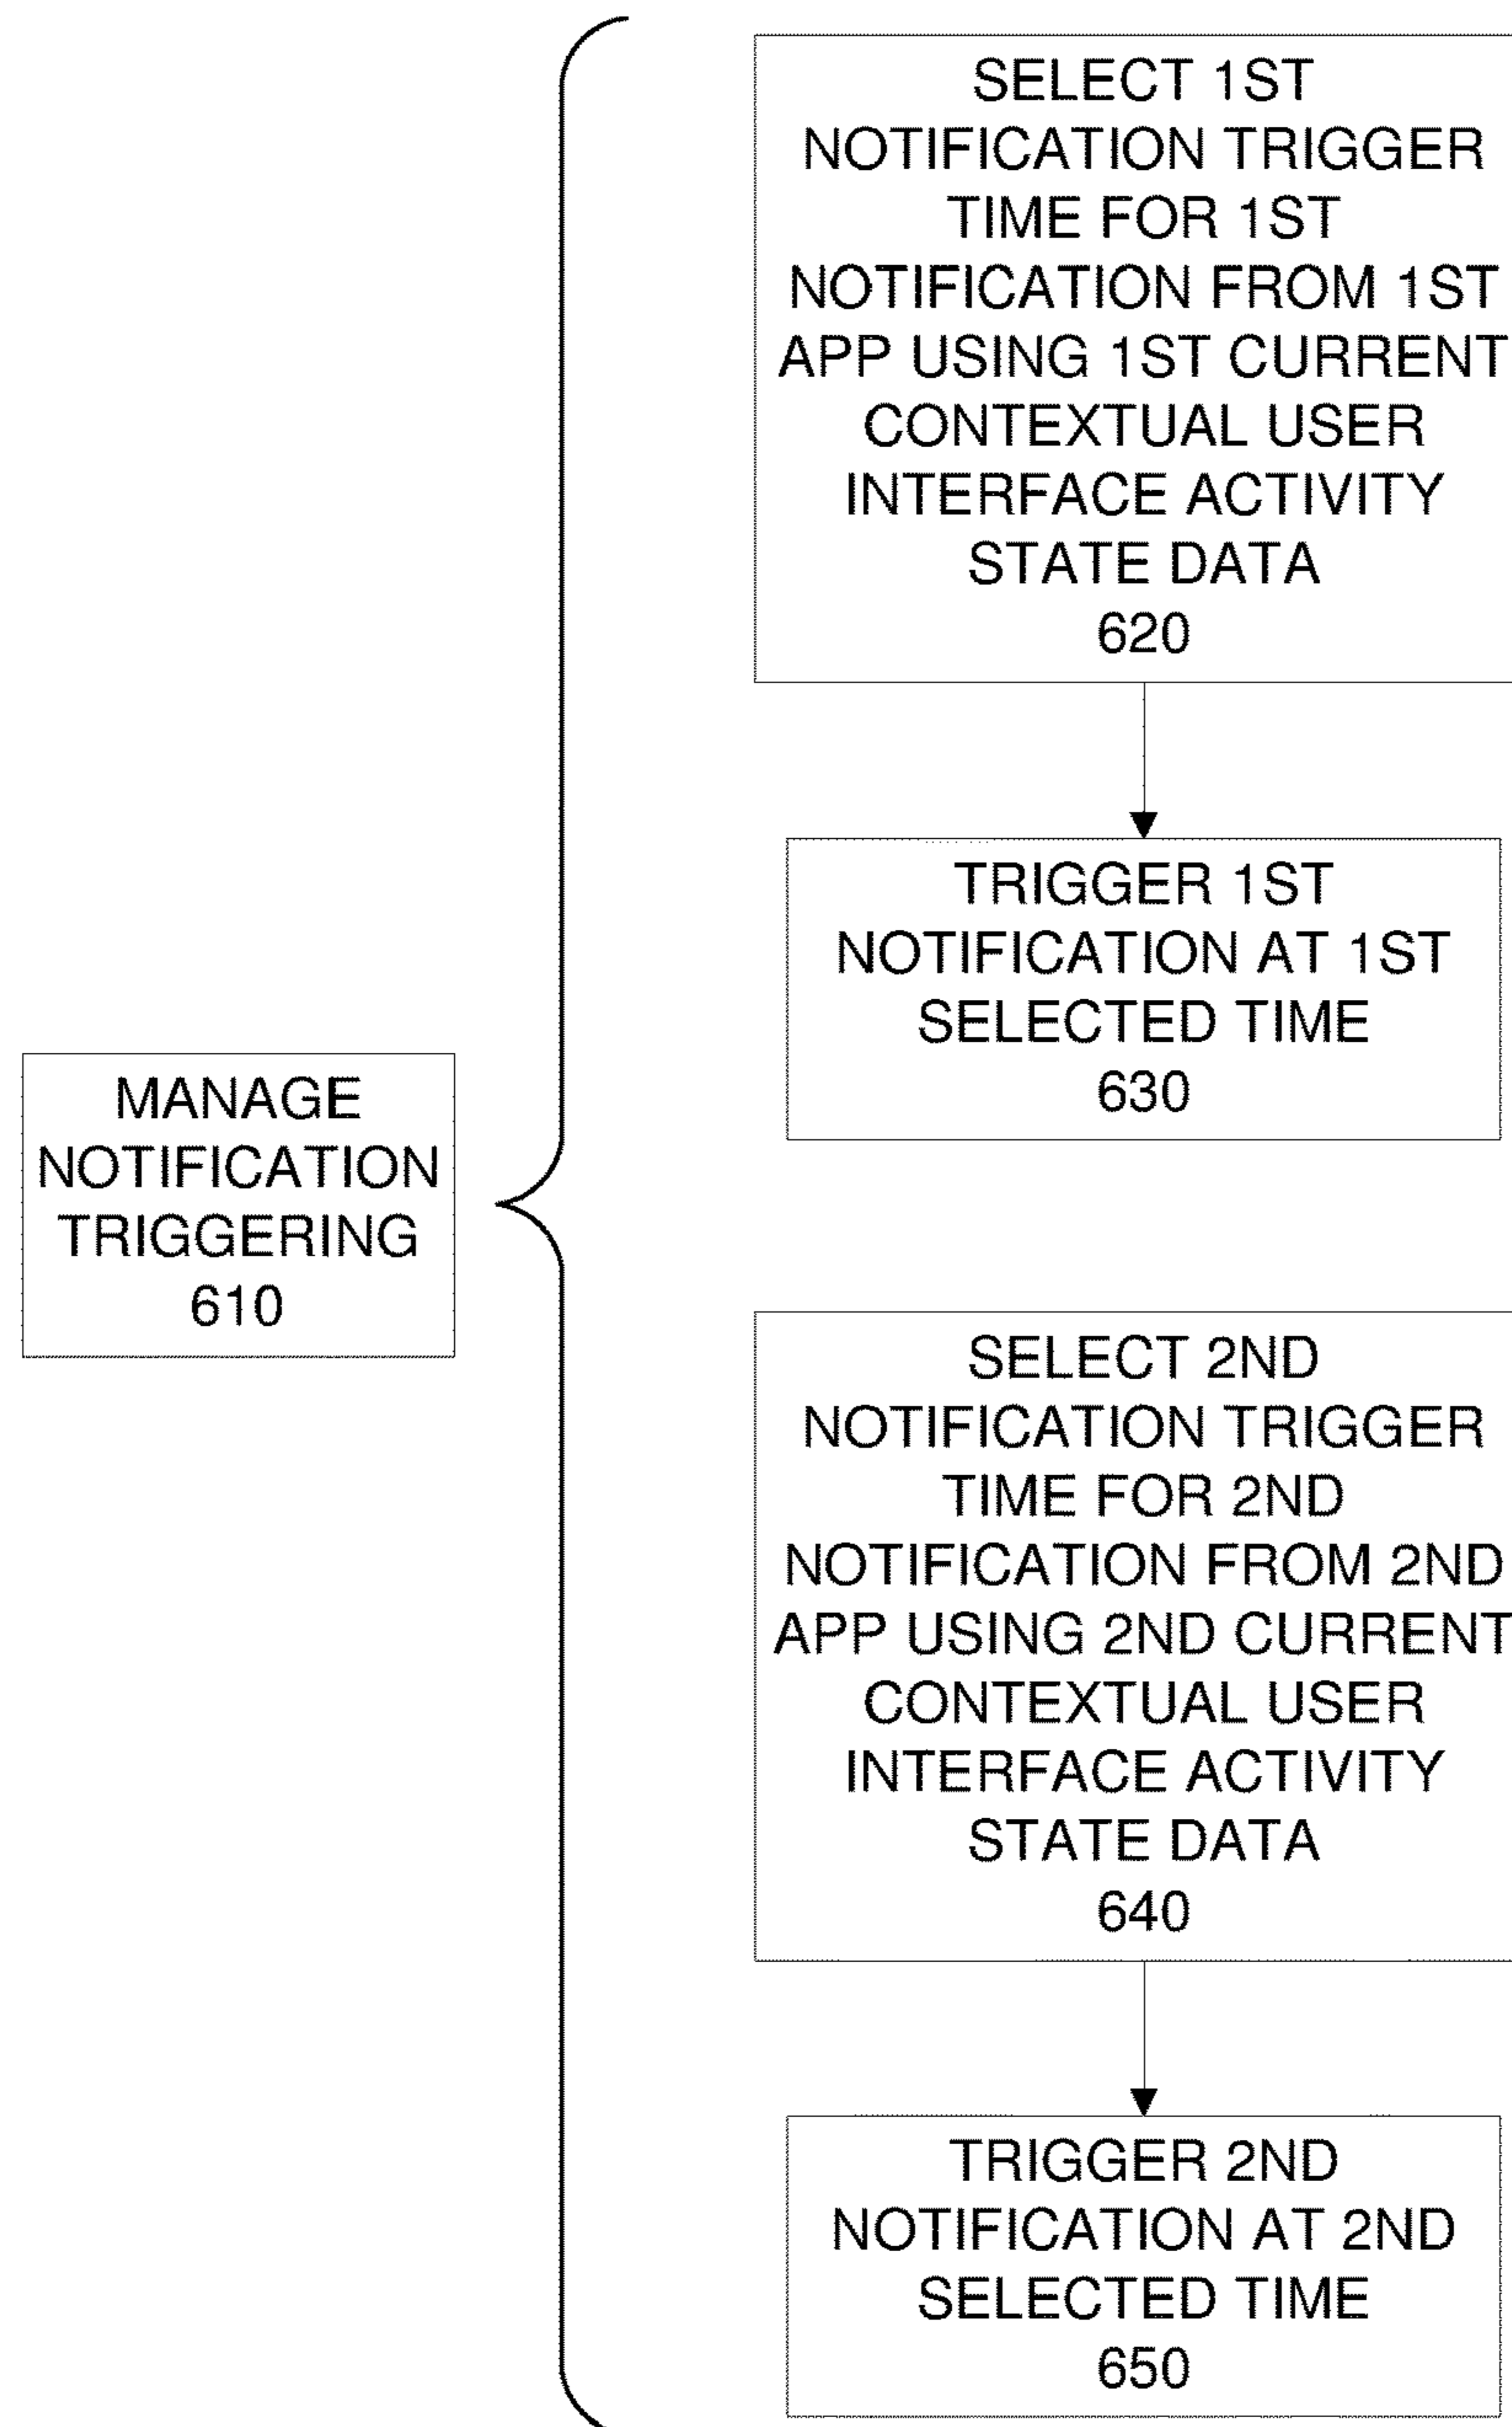 SELECT 1ST
NOTIFICATION TRIGGER
TIME FOR 1ST
NOTIFICATION FROM 1ST
APP USING 1ST CURRENT
CONTEXTUAL USER
INTERFACE ACTIVITY
STATE DATA
620
TRIGGER 1ST
NOTIFICATION AT 1ST
SELECTED TIME
630
MANAGE
NOTIFICATION
TRIGGERING
610
SELECT 2ND
NOTIFICATION TRIGGER
TIME FOR 2ND
NOTIFICATION FROM 2ND
APP USING 2ND CURRENT
CONTEXTUAL USER
INTERFACE ACTIVITY
STATE DATA
640
TRIGGER 2ND
NOTIFICATION AT 2ND
SELECTED TIME
650